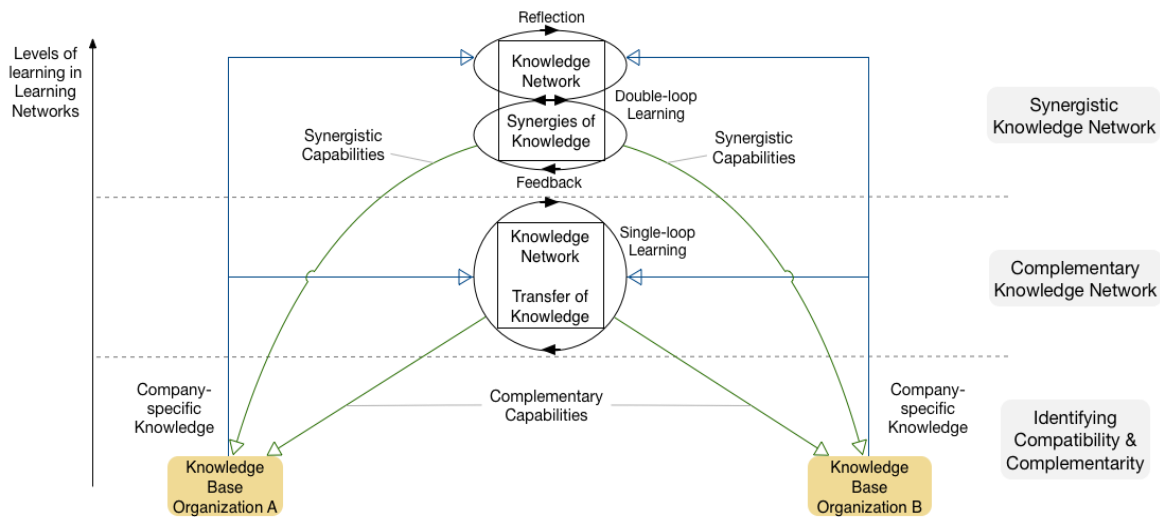 Levels of
learning in
Learning
Networks
Reflection
Knowledge
Network
Double-loop
Learning
Synergies of
Knowledge
Feedback
Synergistic
Capabilities
Synergistic
Capabilities
Synergistic
Knowledge Network
Knowledge
Network
Transfer of
Knowledge
Single-loop
Learning
Complementary
Knowledge Network
Company-
specific
Knowledge
Complementary
Capabilities
Company-
specific
Knowledge
Identifying
Compatibility &
Complementarity
Knowledge
Base
Organization A
Knowledge
Base
Organization B